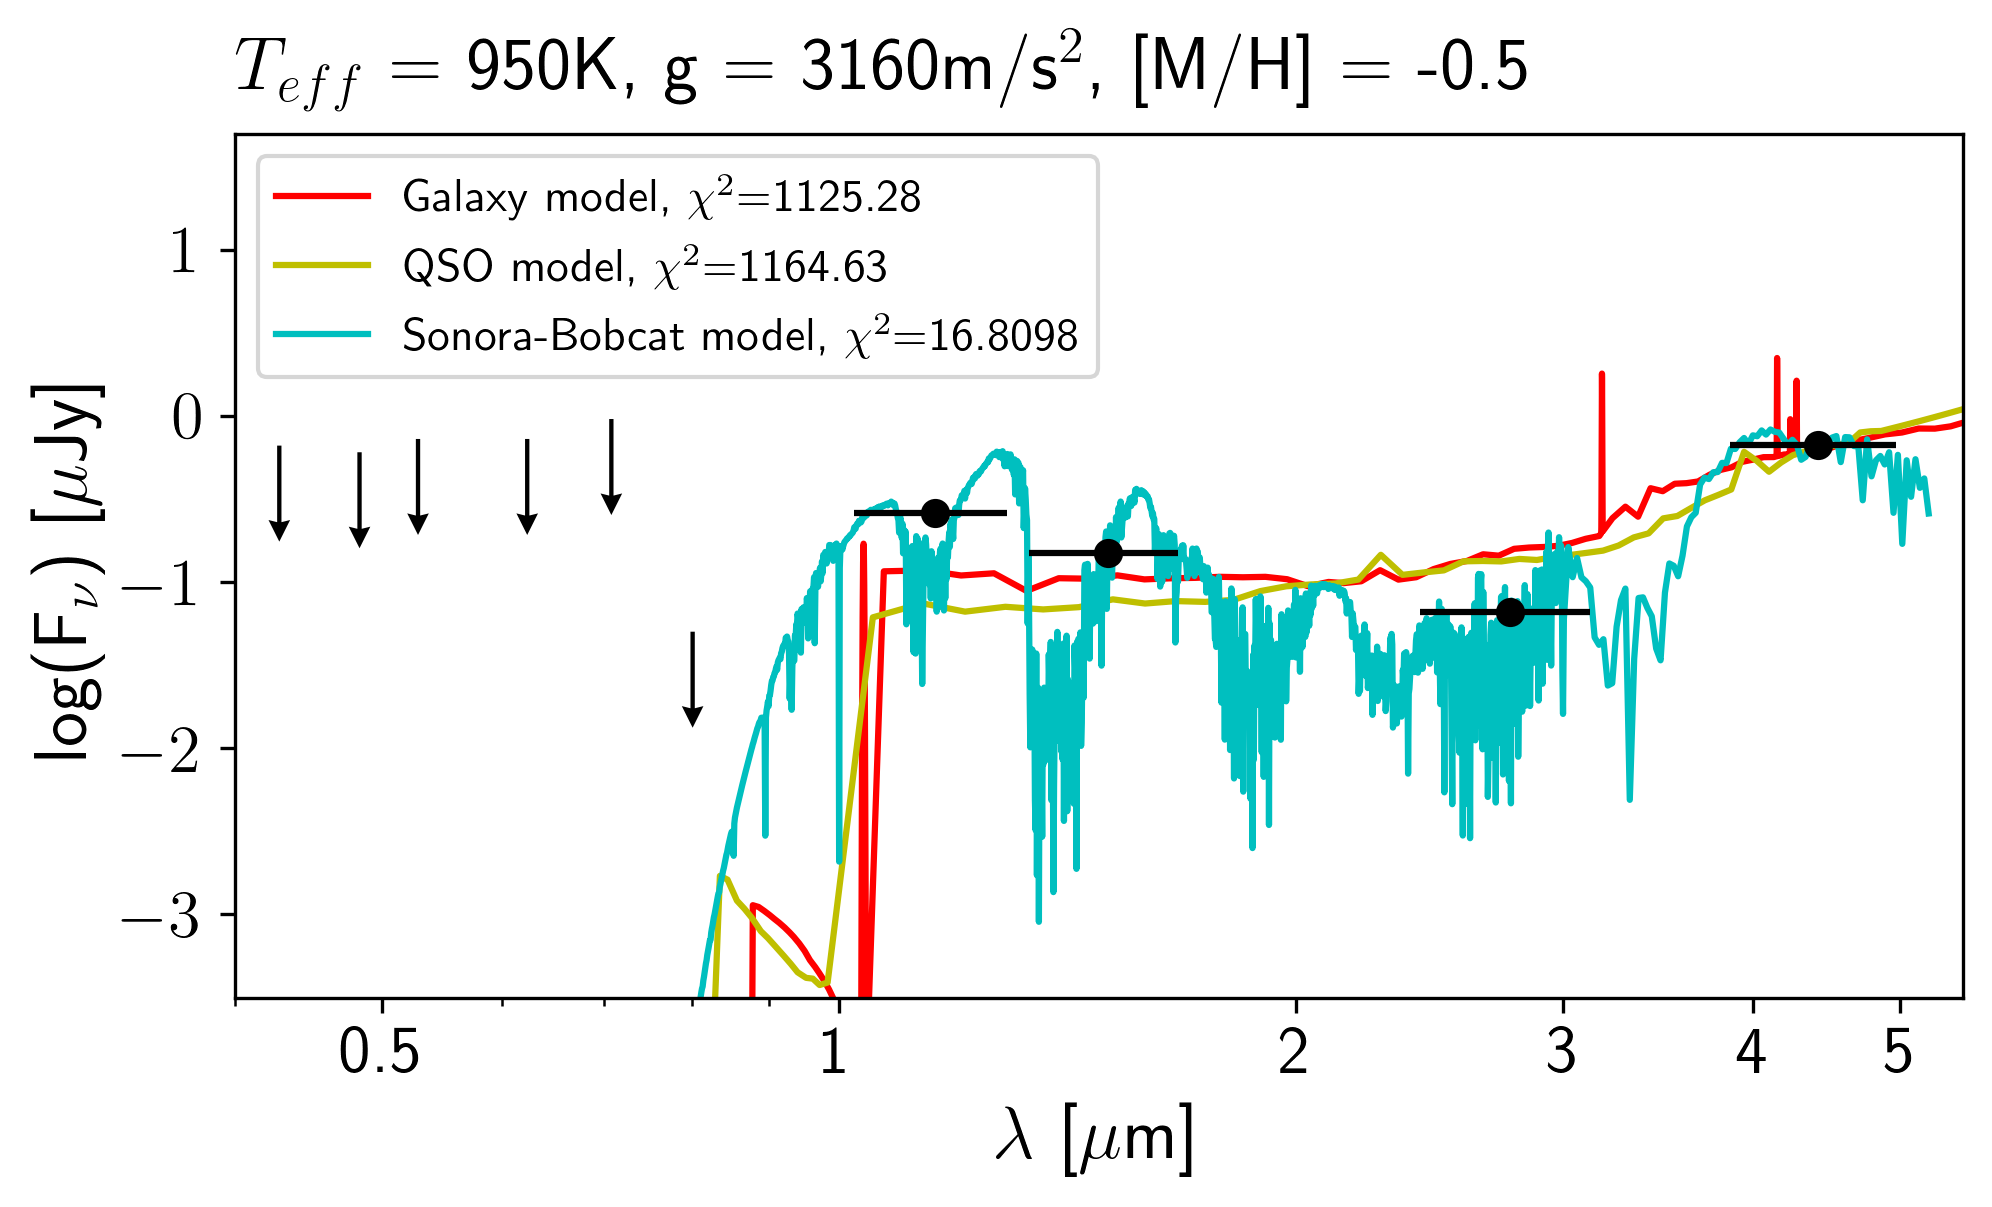 T_eff = 950K, g = 3160m/s², [M/H] = -0.5
Galaxy model, χ²=1125.28
QSO model, χ²=1164.63
Sonora-Bobcat model, χ²=16.8098
log(F_ν) [μJy]
1
0
−1
−2
−3
0.5 1 2 3 4 5
λ [μm]